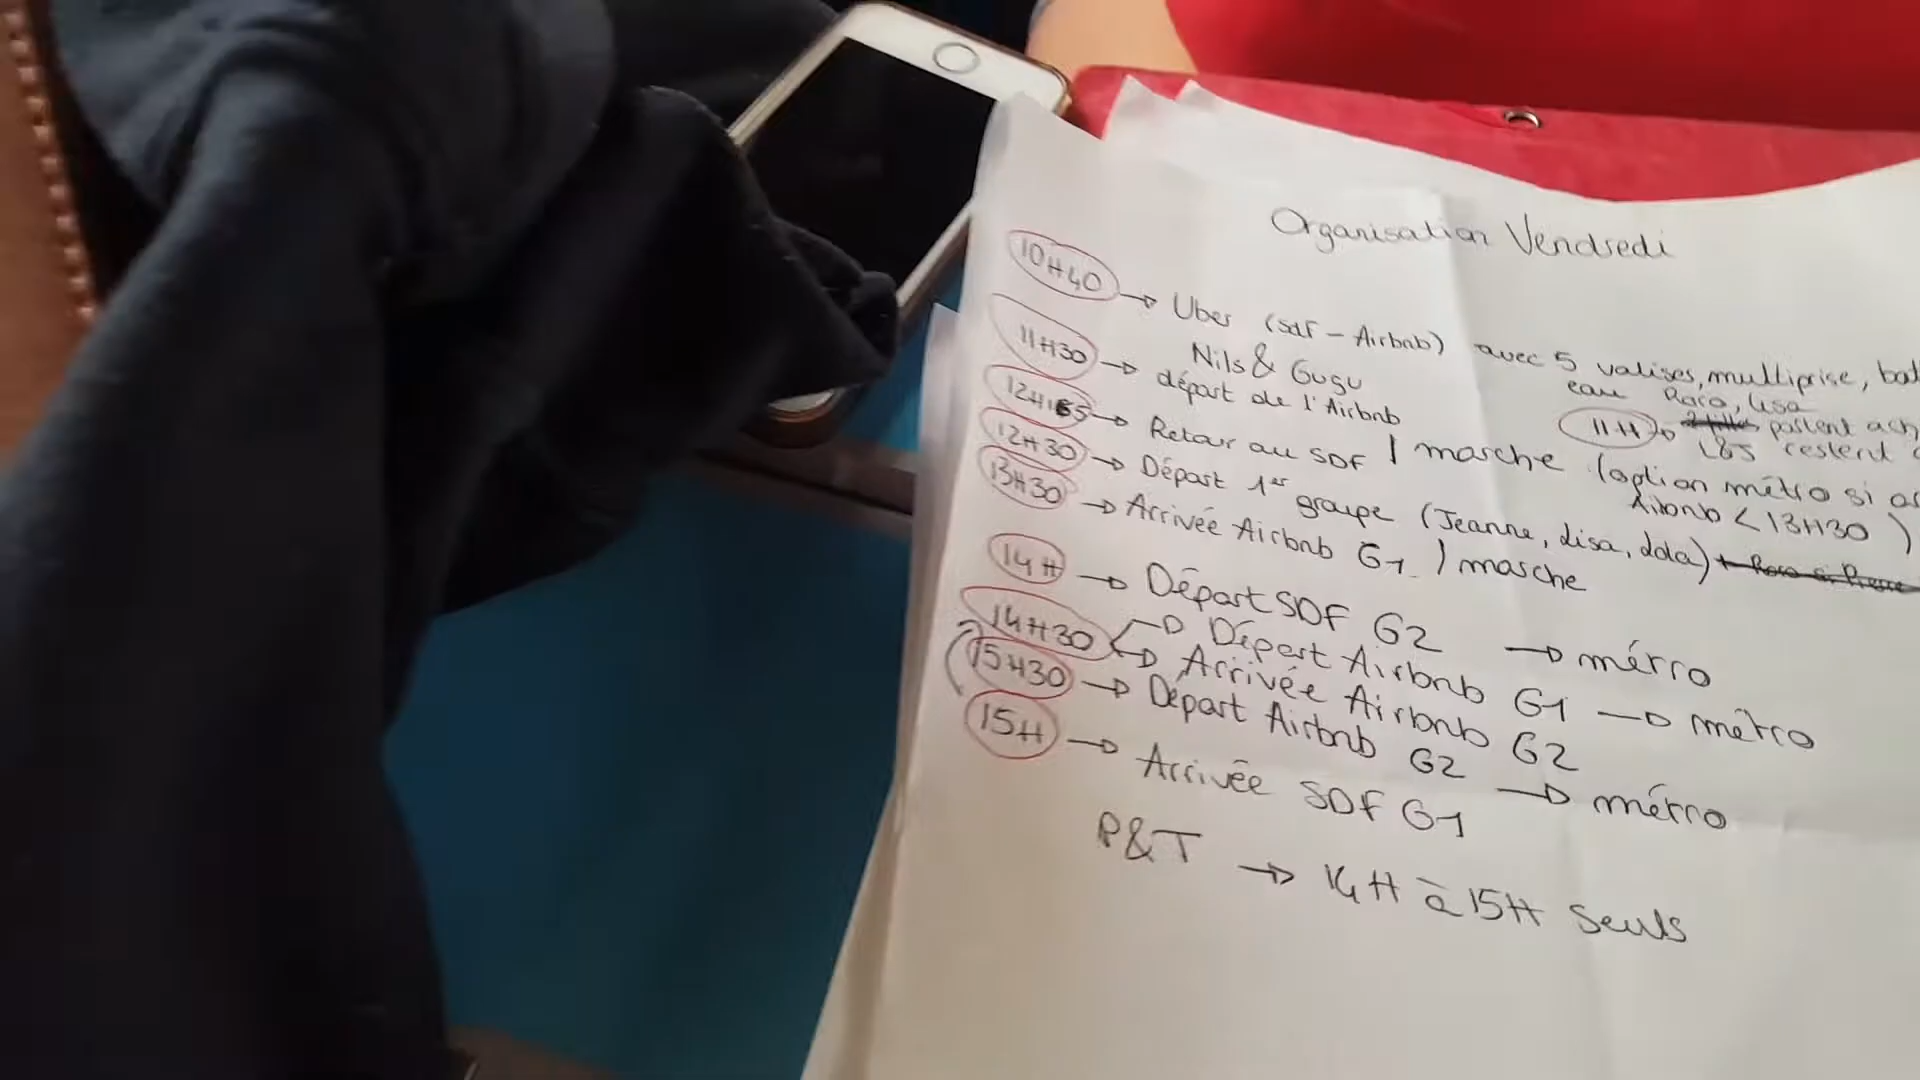 Organisation Vendredi
10H40 → Uber (SDF - Airbnb) avec 5 valises, multiprise,
Nils & Gugu eau Raco, Lisa
11H30 → départ de l'Airbnb 11H → partent
L&J restent
→ Retour au SDF / marche (option métro si
Airbnb < 13H30)
12H30 → Départ 1er groupe (Jeanne, Lisa, Lola) +
13H30 → Arrivée Airbnb G1 / marche
14H → Départ SDF G2 → métro
14H30 → Départ Airbnb G1 → métro
→ Arrivée Airbnb G2
15H30 → Départ Airbnb G2 → métro
15H → Arrivée SDF G1
P&T → 14H à 15H seuls